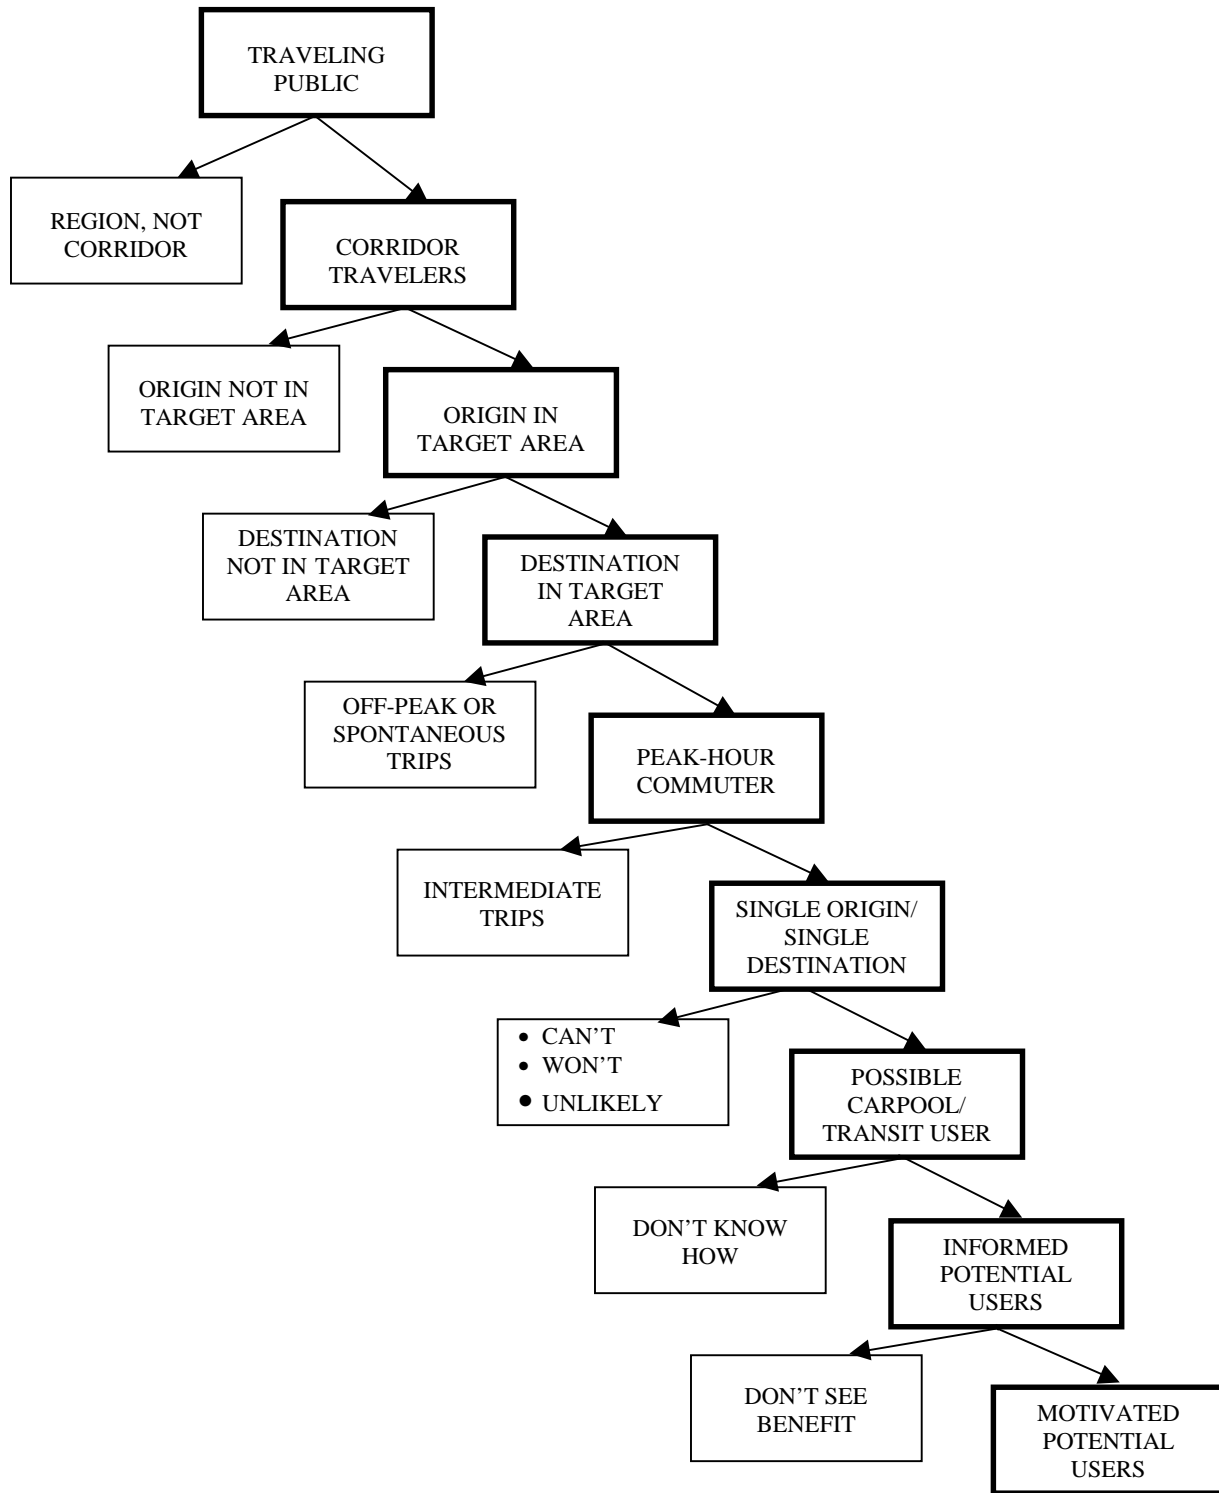 TRAVELING
PUBLIC
REGION, NOT
CORRIDOR
CORRIDOR
TRAVELERS
ORIGIN NOT IN
TARGET AREA
ORIGIN IN
TARGET AREA
DESTINATION
NOT IN TARGET
AREA
DESTINATION
IN TARGET
AREA
OFF-PEAK OR
SPONTANEOUS
TRIPS
PEAK-HOUR
COMMUTER
INTERMEDIATE
TRIPS
SINGLE ORIGIN/
SINGLE
DESTINATION
• CAN’T
• WON’T
• UNLIKELY
POSSIBLE
CARPOOL/
TRANSIT USER
DON’T KNOW
HOW
INFORMED
POTENTIAL
USERS
DON’T SEE
BENEFIT
MOTIVATED
POTENTIAL
USERS